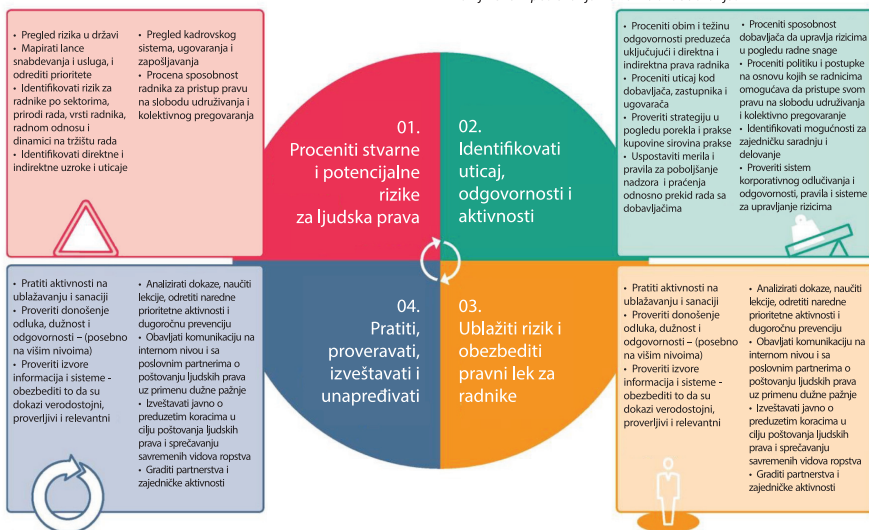 • Pregled rizika u državi
• Mapirati lance
snabdevanja i usluga, i
odrediti prioritete
• Identifikovati rizik za
radnike po sektorima,
prirodi rada, vrsti radnika,
radnom odnosu i
dinamici na tržištu rada
• Identifikovati direktne i
indirektne uzroke i uticaje
• Pregled kadrovskog
sistema, ugovaranja i
zapošljavanja
• Procena sposobnost
radnika za pristup pravu
na slobodu udruživanja i
kolektivnog pregovaranja
01.
Proceniti stvarne
i potencijalne
rizike
za ljudska prava
02.
Identifikovati
uticaj,
odgovornosti i
aktivnosti
• Proceniti obim i težinu
odgovornosti preduzeća
uključujući i direktna i
indirektna prava radnika
• Proceniti uticaj kod
dobavljača, zastupnika i
ugovarača
• Proveriti strategiju u
pogledu porekla i prakse
kupovine sirovina prakse
• Uspostaviti merila i
pravila za poboljšanje
nadzora i praćenja
odnosno prekid rada sa
dobavljačima
• Proceniti sposobnost
dobavljača da upravlja rizicima
u pogledu radne snage
• Proceniti politiku i postupke
na osnovu kojih se radnicima
omogućava da pristupe svom
pravu na slobodu udruživanja
i kolektivno pregovaranje
• Identifikovati mogućnosti za
zajedničku saradnju i
delovanje
• Proveriti sistem
korporativnog odlučivanja i
odgovornosti, pravila i sisteme
za upravljanje rizicima
• Pratiti aktivnosti na
ublažavanju i sanaciji
• Proveriti donošenje
odluka, dužnost i
odgovornosti – (posebno
na višim nivoima)
• Proveriti izvore
informacija i sisteme -
obezbediti to da su
dokazi verodostojni,
proverljivi i relevantni
• Analizirati dokaze, naučiti
lekcije, odretiti naredne
prioritetne aktivnosti i
dugoročnu prevenciju
• Obavljati komunikaciju na
internom nivou i sa
poslovnim partnerima o
poštovanju ljudskih prava
uz primenu dužne pažnje
• Izveštavati javno o
preduzetim koracima u
cilju poštovanja ljudskih
prava i sprečavanju
savremenih vidova ropstva
• Graditi partnerstva i
zajedničke aktivnosti
04.
Pratiti,
proveravati,
izveštavati i
unapređivati
03.
Ublažiti rizik i
obezbediti
pravni lek za
radnike
• Pratiti aktivnosti na
ublažavanju i sanaciji
• Proveriti donošenje
odluka, dužnost i
odgovornosti – (posebno
na višim nivoima)
• Proveriti izvore
informacija i sisteme -
obezbediti to da su
dokazi verodostojni,
proverljivi i relevantni
• Analizirati dokaze, naučiti
lekcije, odretiti naredne
prioritetne aktivnosti i
dugoročnu prevenciju
• Obavljati komunikaciju na
internom nivou i sa
poslovnim partnerima o
poštovanju ljudskih prava
uz primenu dužne pažnje
• Izveštavati javno o
preduzetim koracima u
cilju poštovanja ljudskih
prava i sprečavanju
savremenih vidova ropstva
• Graditi partnerstva i
zajedničke aktivnosti